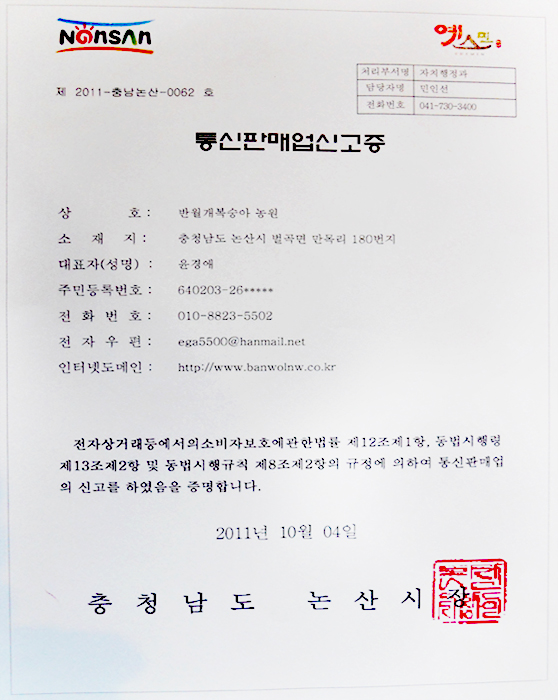 NONSAN
예스민
제 2011-충남논산-0062 호
처리부서명 자치행정과
담당자명 민인선
전화번호 041-730-3400
통신판매업신고증
상 호 : 반월개복숭아 농원
소 재 지 : 충청남도 논산시 벌곡면 만목리 180번지
대표자(성명) : 윤경애
주민등록번호 : 640203-26*****
전 화 번 호 : 010-8823-5502
전 자 우 편 : ega5500@hanmail.net
인터넷도메인 : http://www.banwolnw.co.kr
전자상거래등에서의소비자보호에관한법률 제12조제1항, 동법시행령
제13조제2항 및 동법시행규칙 제8조제2항의 규정에 의하여 통신판매업
의 신고를 하였음을 증명합니다.
2011년 10월 04일
충 청 남 도 논 산 시 장